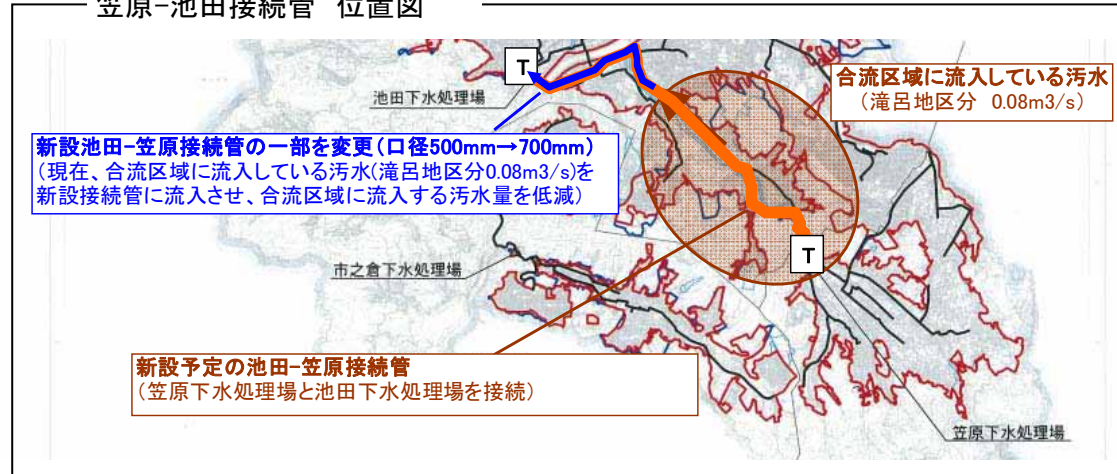 笠原-池田接続管 位置図
T
池田下水処理場
合流区域に流入している汚水
(滝呂地区分 0.08m3/s)
新設池田-笠原接続管の一部を変更(口径500mm→700mm)
(現在、合流区域に流入している汚水(滝呂地区分0.08m3/s)を
新設接続管に流入させ、合流区域に流入する汚水量を低減)
T
市之倉下水処理場
新設予定の池田-笠原接続管
(笠原下水処理場と池田下水処理場を接続)
笠原下水処理場